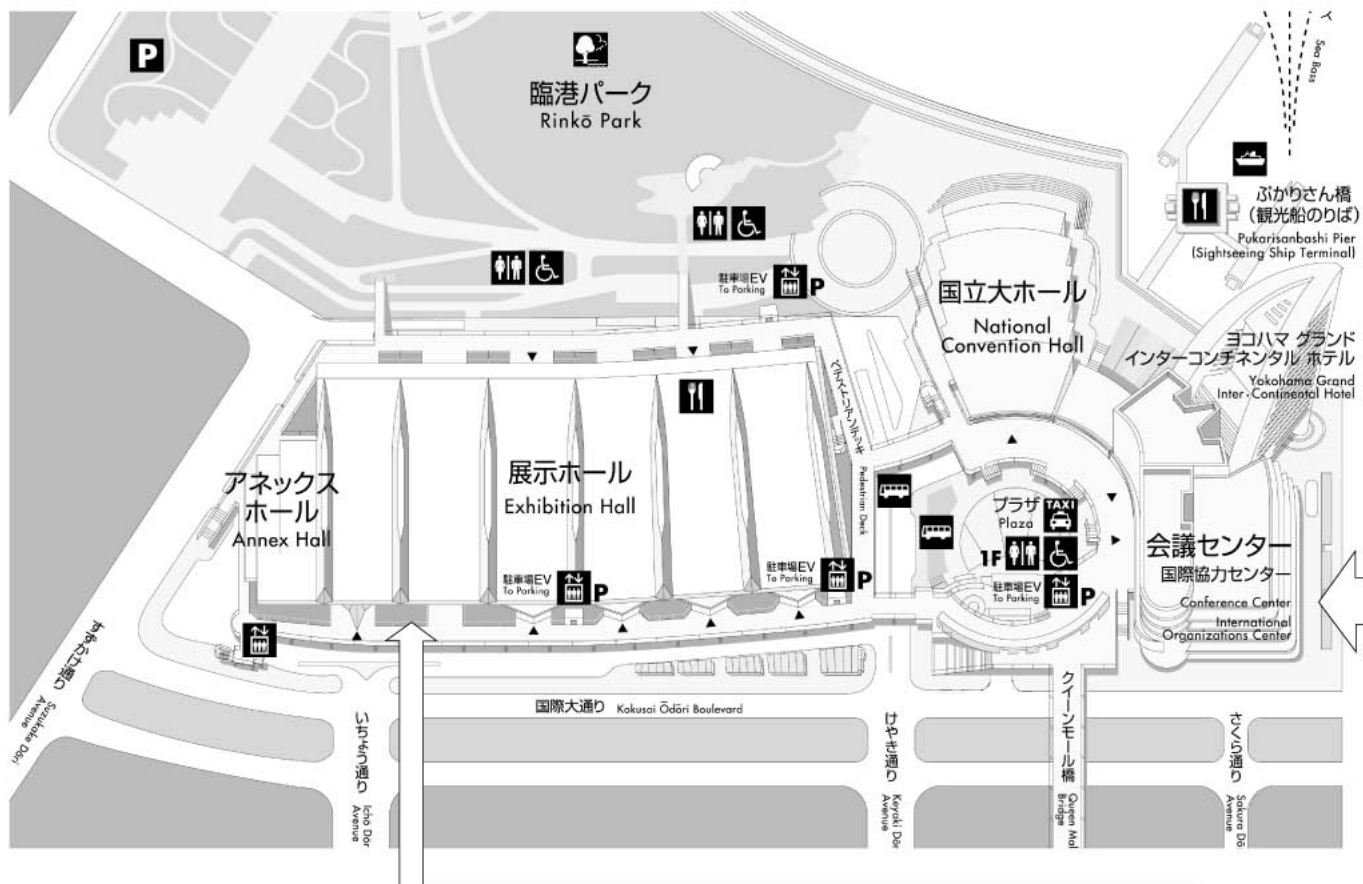 P
臨港パーク
Rinkō Park
Sea Bass
ぷかりさん橋
(観光船のりば)
Pukarisanbashi Pier
(Sightseeing Ship Terminal)
駐車場EV
To Parking
P
国立大ホール
National
Convention Hall
ヨコハマ グランド
インターコンチネンタル ホテル
Yokohama Grand
Inter-Continental Hotel
ペデストリアンデッキ
Pedestrian Deck
アネックス
ホール
Annex Hall
展示ホール
Exhibition Hall
プラザ
Plaza
TAXI
1F
駐車場EV
To Parking
P
会議センター
国際協力センター
Conference Center
International
Organizations Center
駐車場EV
To Parking
P
駐車場EV
To Parking
P
すずかけ通り
Suzukake Dōri
Avenue
国際大通り Kokusai Ōdōri Boulevard
いちょう通り
Ichō Dōr
Avenue
けやき通り
Keyaki Dōr
Avenue
クイーンモール橋
Queen Mal
Bridge
さくら通り
Sakura Dō
Avenue